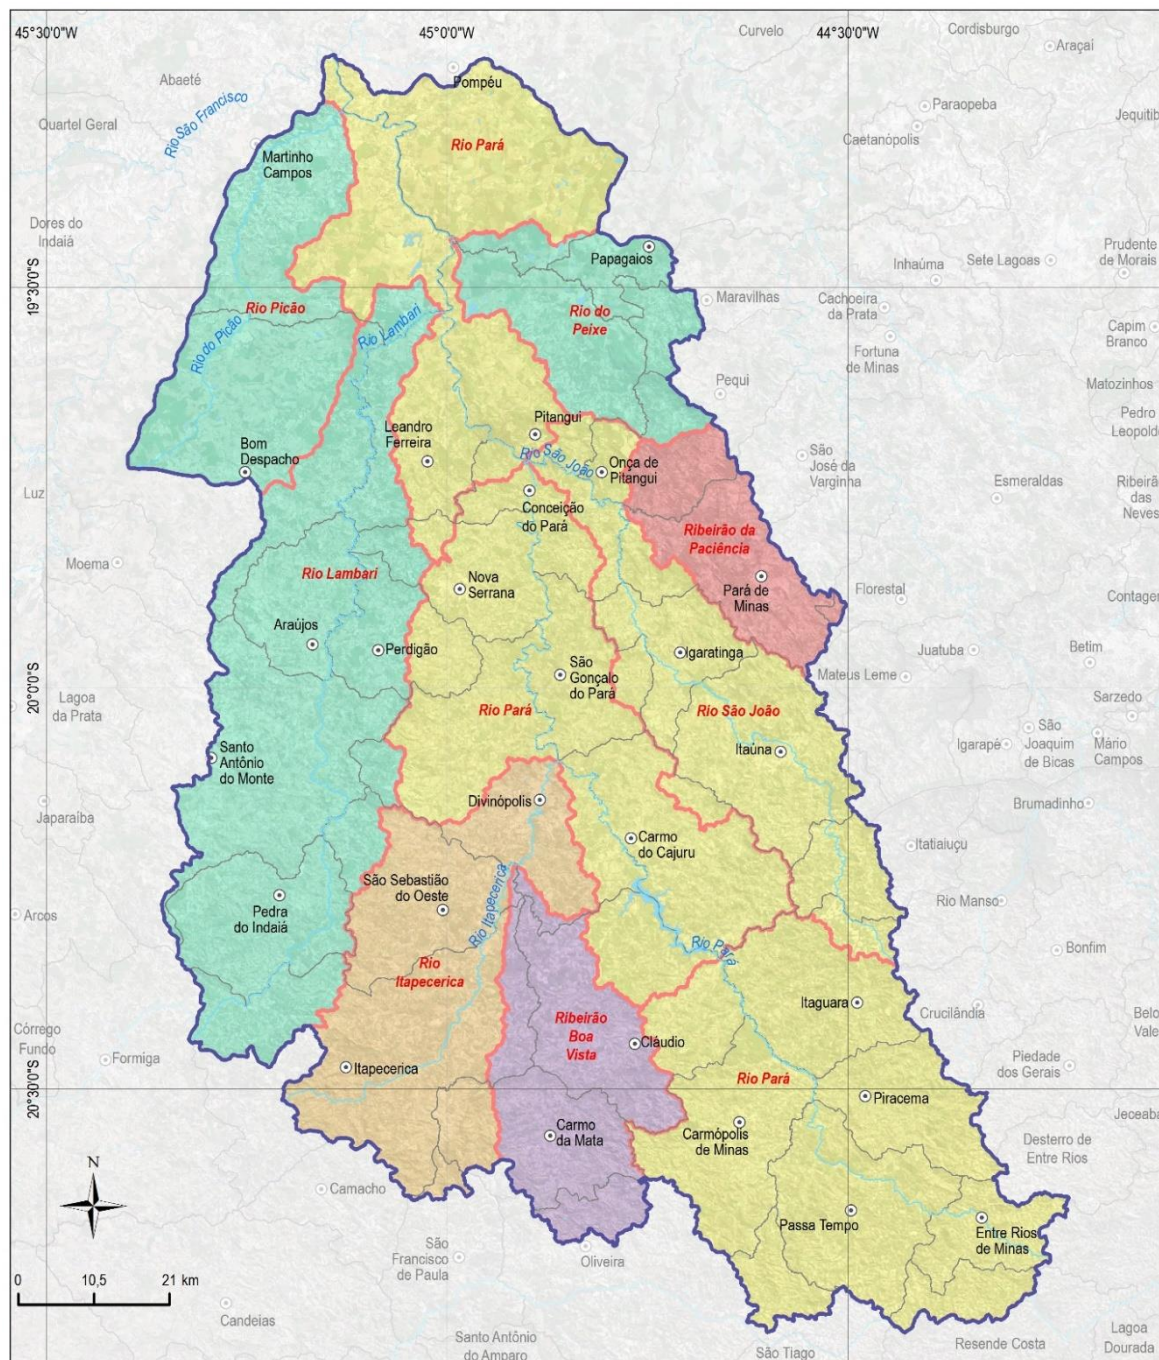 45°30'0"W
45°0'0"W
44°30'0"W
Curvelo
Cordisburgo
Araçaí
Abaeté
Pompéu
Quartel Geral
Rio São Francisco
Paraopeba
Caetanópolis
Jequitib
Rio Pará
Martinho
Campos
Dores do
Indaiá
Papagaios
Inhaúma
Sete Lagoas
Prudente
de Morais
19°30'0"S
Rio Picão
Rio do
Peixe
Maravilhas
Cachoeira
da Prata
Rio do Picão
Rio Lambari
Fortuna
de Minas
Capim
Branco
Pequi
Matozinhos
Pedro
Leopold
Leandro
Ferreira
Pitangui
Rio São João
Bom
Despacho
Onça de
Pitangui
São
José da
Varginha
Luz
Esmeraldas
Ribeirã
das
Neves
Conceição
do Pará
Ribeirão da
Paciência
Moema
Rio Lambarí
Nova
Serrana
Pará de
Minas
Florestal
Contagen
Araújos
Perdigão
Igaratinga
Juatuba
Betim
São
Gonçalo
do Pará
Mateus Leme
20°0'0"S
Lagoa
da Prata
Rio Pará
Rio São João
Sarzedo
Santo
Antônio
do Monte
Itaúna
Igarapé
São
Joaquim
de Bicas
Mário
Campos
Divinópolis
Brumadinho
Japaraíba
Carmo
do Cajuru
Itatiaiuçu
São Sebastião
do Oeste
Rio Itapecerica
Arcos
Pedra
do Indaiá
Rio Manso
Rio Pará
Bonfim
Rio
Itapecerica
Itaguara
Crucilândia
Belo
Vale
Córrego
Fundo
Ribeirão
Boa
Vista
Cláudio
Formiga
Itapecerica
Piedade
dos Gerais
Rio Pará
20°30'0"S
Piracema
Jeceaba
Carmo
da Mata
Carmópolis
de Minas
Desterro de
Entre Rios
N
Camacho
Passa Tempo
Entre Rios
de Minas
São
Francisco
de Paula
Oliveira
0 10,5 21 km
Candeias
Santo Antônio
do Amparo
São Tiago
Resende Costa
Lagoa
Dourada